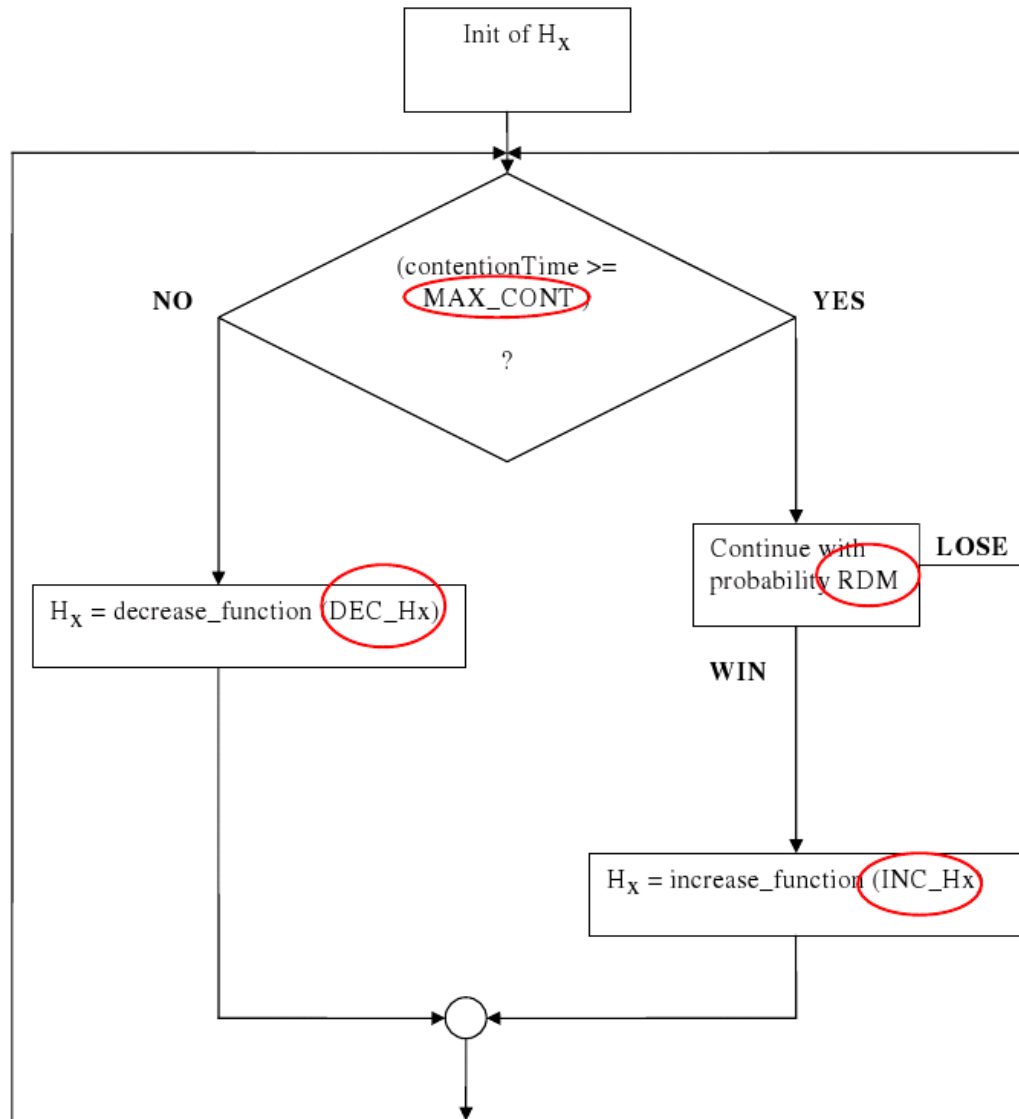 Init of Hx
(contentionTime >=
MAX_CONT )
?
NO
YES
Continue with
probability RDM
LOSE
Hx = decrease_function (DEC_Hx)
WIN
Hx = increase_function (INC_Hx